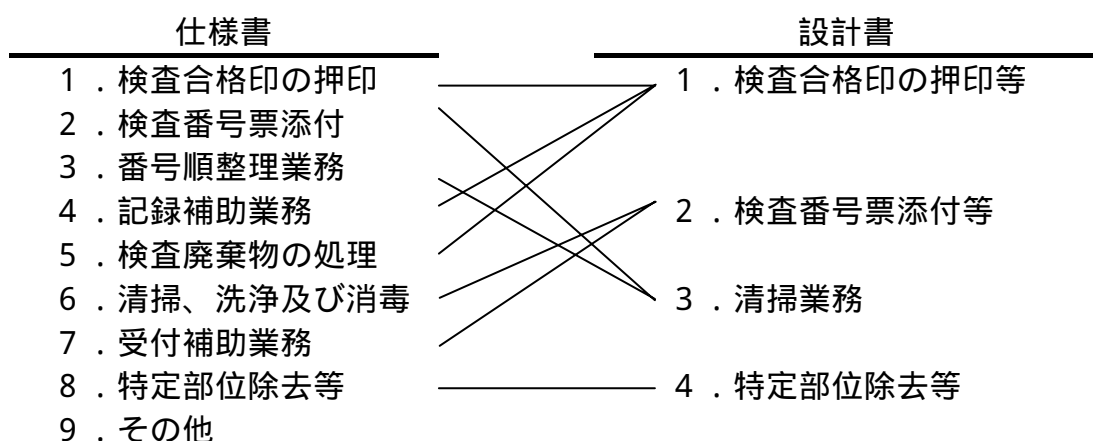 仕様書 設計書
1．検査合格印の押印 1．検査合格印の押印等
2．検査番号票添付
3．番号順整理業務
4．記録補助業務 2．検査番号票添付等
5．検査廃棄物の処理
6．清掃、洗浄及び消毒 3．清掃業務
7．受付補助業務
8．特定部位除去等 4．特定部位除去等
9．その他